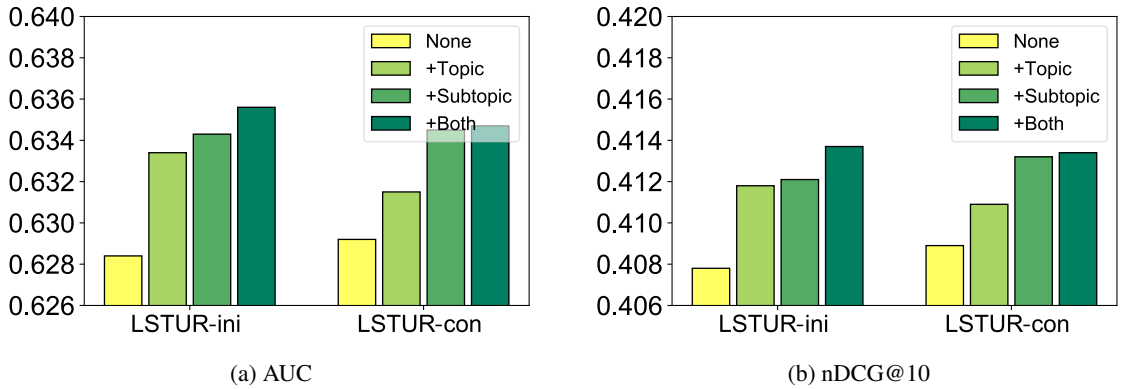 0.640
0.638
0.636
0.634
0.632
0.630
0.628
0.626
None
+Topic
+Subtopic
+Both
LSTUR-ini
LSTUR-con
(a) AUC
0.420
0.418
0.416
0.414
0.412
0.410
0.408
0.406
None
+Topic
+Subtopic
+Both
LSTUR-ini
LSTUR-con
(b) nDCG@10